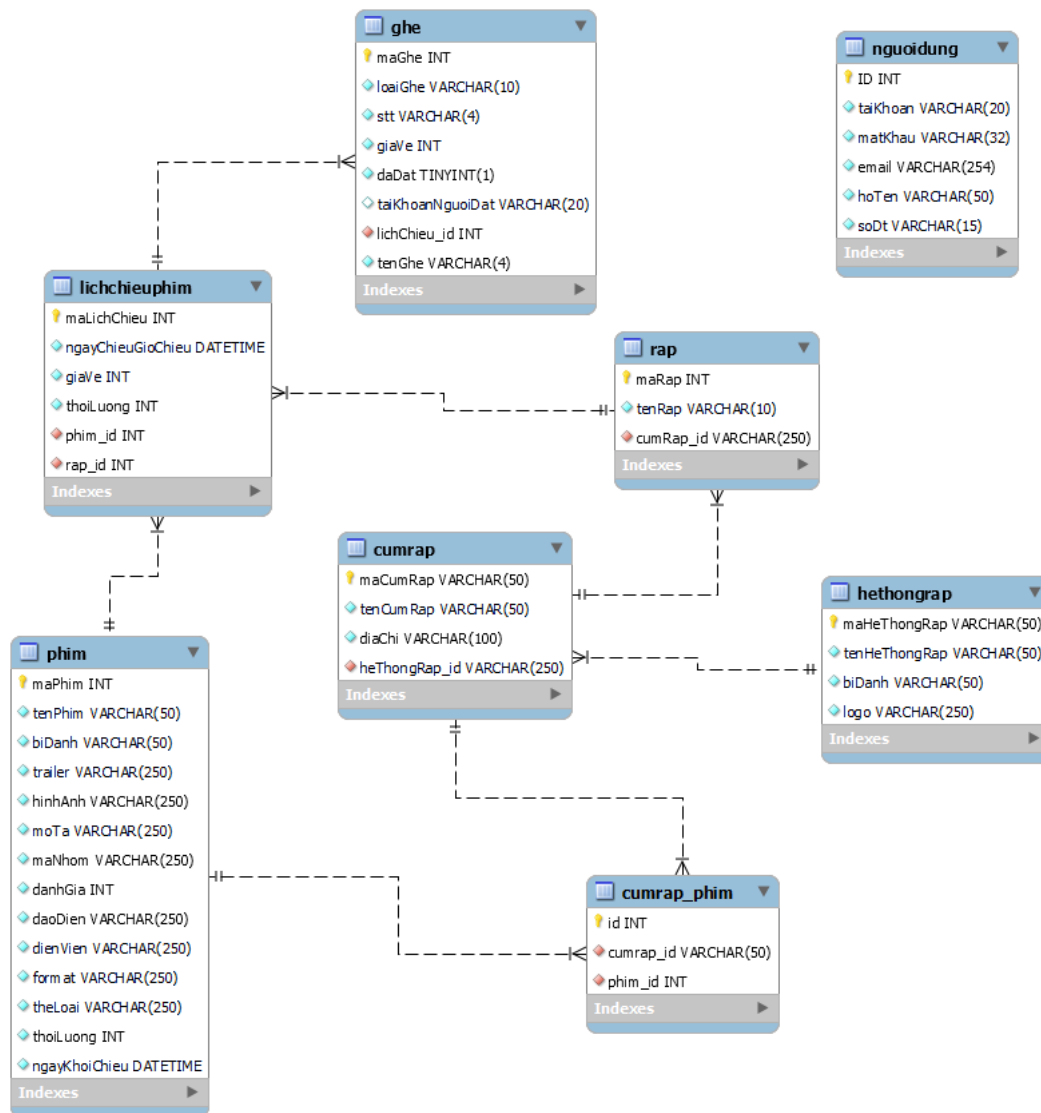 ghe
maGhe INT
loaiGhe VARCHAR(10)
stt VARCHAR(4)
giaVe INT
daDat TINYINT(1)
taiKhoanNguoiDat VARCHAR(20)
lichChieu_id INT
tenGhe VARCHAR(4)
Indexes
nguoidung
ID INT
taiKhoan VARCHAR(20)
matKhau VARCHAR(32)
email VARCHAR(254)
hoTen VARCHAR(50)
soDt VARCHAR(15)
Indexes
lichchieuphim
maLichChieu INT
ngayChieuGioChieu DATETIME
giaVe INT
thoiLuong INT
phim_id INT
rap_id INT
Indexes
rap
maRap INT
tenRap VARCHAR(10)
cumRap_id VARCHAR(250)
Indexes
cumrap
maCumRap VARCHAR(50)
tenCumRap VARCHAR(50)
diaChi VARCHAR(100)
heThongRap_id VARCHAR(250)
Indexes
hethongrap
maHeThongRap VARCHAR(50)
tenHeThongRap VARCHAR(50)
biDanh VARCHAR(50)
logo VARCHAR(250)
Indexes
phim
maPhim INT
tenPhim VARCHAR(50)
biDanh VARCHAR(50)
trailer VARCHAR(250)
hinhAnh VARCHAR(250)
moTa VARCHAR(250)
maNhom VARCHAR(250)
danhGia INT
daoDien VARCHAR(250)
dienVien VARCHAR(250)
format VARCHAR(250)
theLoai VARCHAR(250)
thoiLuong INT
ngayKhoiChieu DATETIME
Indexes
cumrap_phim
id INT
cumrap_id VARCHAR(50)
phim_id INT
Indexes